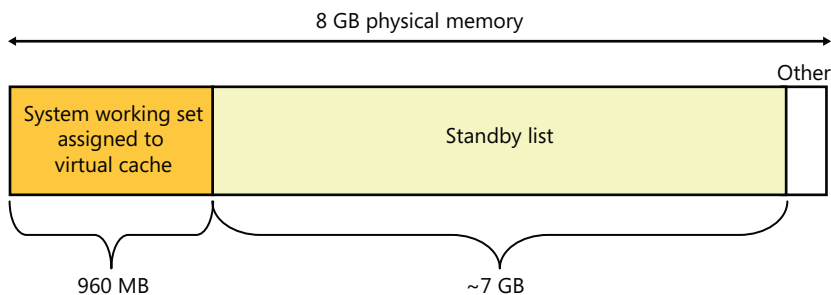 8 GB physical memory
Other
System working set
assigned to
virtual cache
Standby list
960 MB
~7 GB